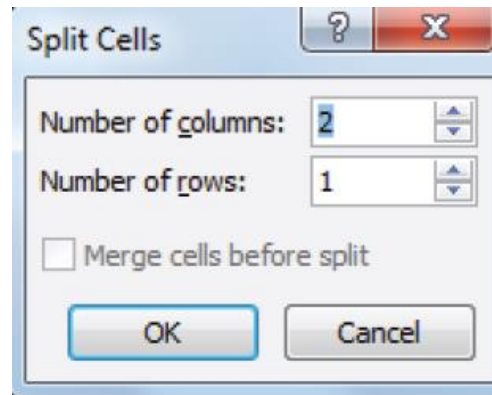 Split Cells
?
X
Number of columns: 2
Number of rows: 1
Merge cells before split
OK Cancel